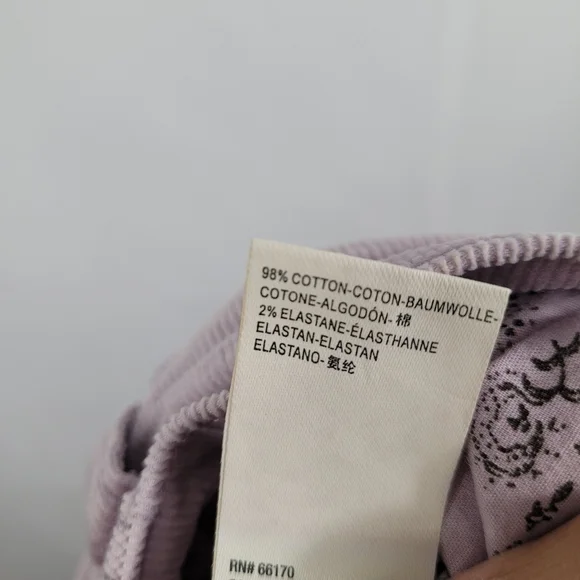 98% COTTON-COTON-BAUMWOLLE-
COTONE-ALGODÓN-棉
2% ELASTANE-ÉLASTHANNE
ELASTAN-ELASTAN
ELASTANO-氨纶
RN# 66170